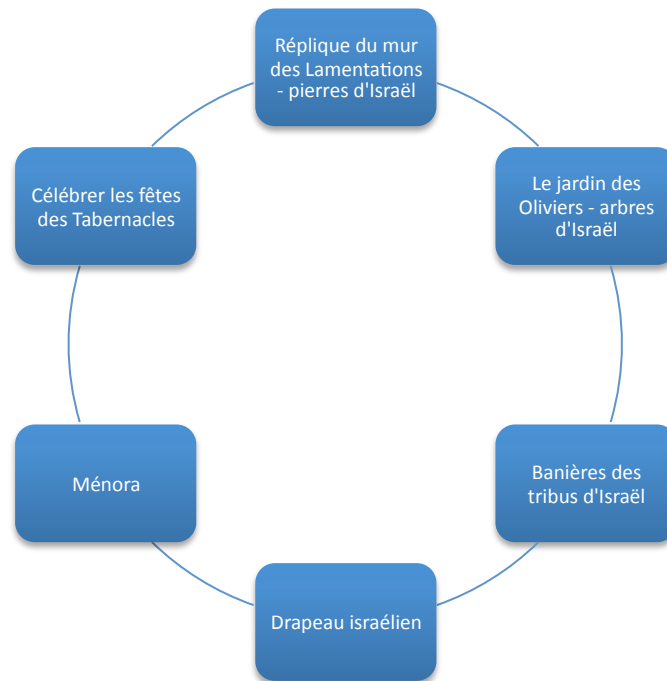 Réplique du mur
des Lamentations
- pierres d'Israël
Le jardin des
Oliviers - arbres
d'Israël
Banières des
tribus d'Israël
Drapeau israélien
Ménora
Célébrer les fêtes
des Tabernacles